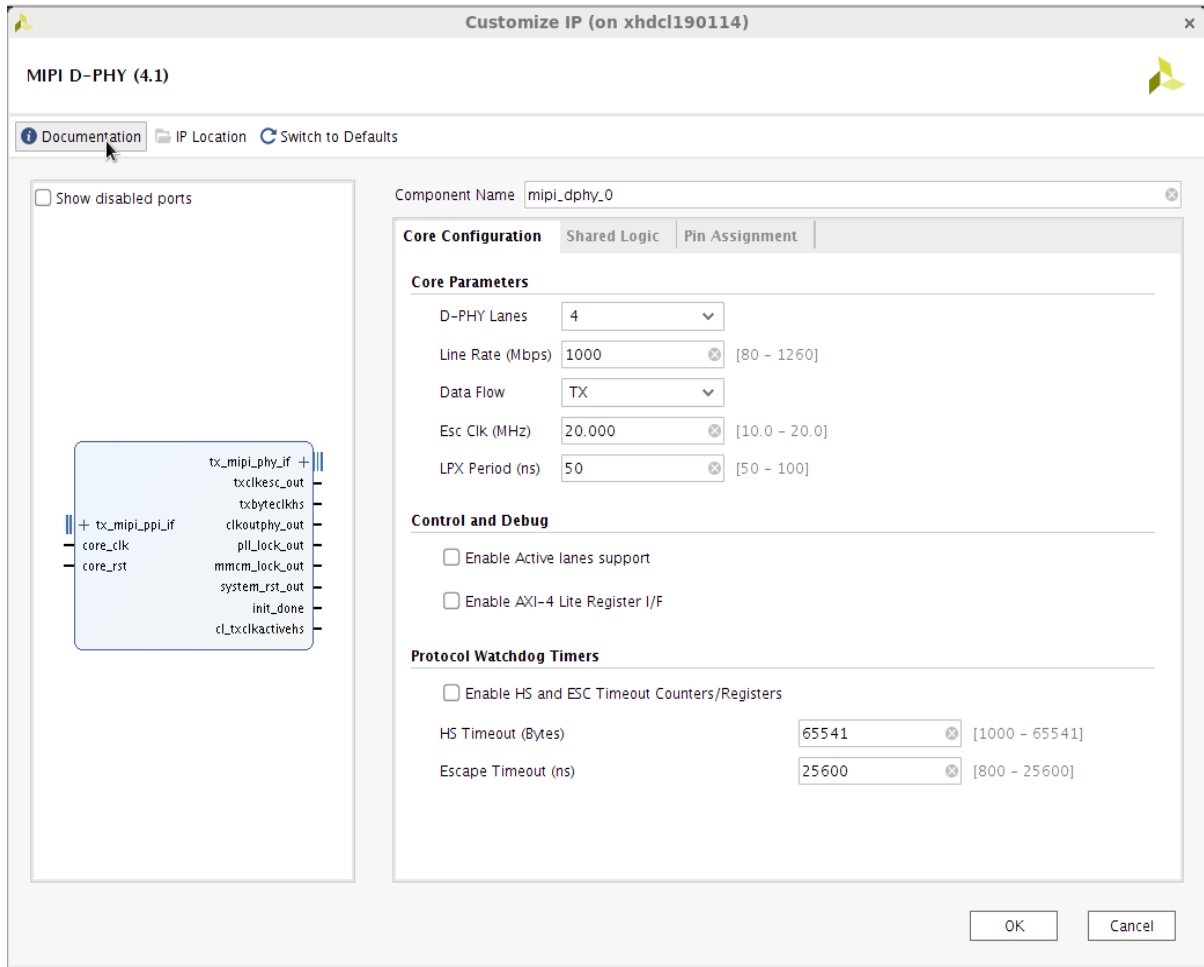 Customize IP (on xhdcl190114)
MIPI D-PHY (4.1)
Documentation IP Location Switch to Defaults
Show disabled ports
tx_mipi_phy_if
txclkesc_out
txbyteclkhs
tx_mipi_ppi_if clkoutphy_out
core_clk pll_lock_out
core_rst mmcm_lock_out
system_rst_out
init_done
cl_txclkactivehs
Component Name mipi_dphy_0
Core Configuration Shared Logic Pin Assignment
Core Parameters
D-PHY Lanes 4
Line Rate (Mbps) 1000 [80 - 1260]
Data Flow TX
Esc Clk (MHz) 20.000 [10.0 - 20.0]
LPX Period (ns) 50 [50 - 100]
Control and Debug
Enable Active lanes support
Enable AXI-4 Lite Register I/F
Protocol Watchdog Timers
Enable HS and ESC Timeout Counters/Registers
HS Timeout (Bytes) 65541 [1000 - 65541]
Escape Timeout (ns) 25600 [800 - 25600]
OK Cancel